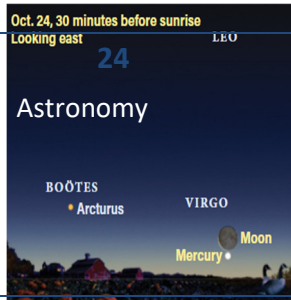 Oct. 24, 30 minutes before sunrise
Looking east
LEO
24
Astronomy
BOÖTES
Arcturus
VIRGO
Moon
Mercury